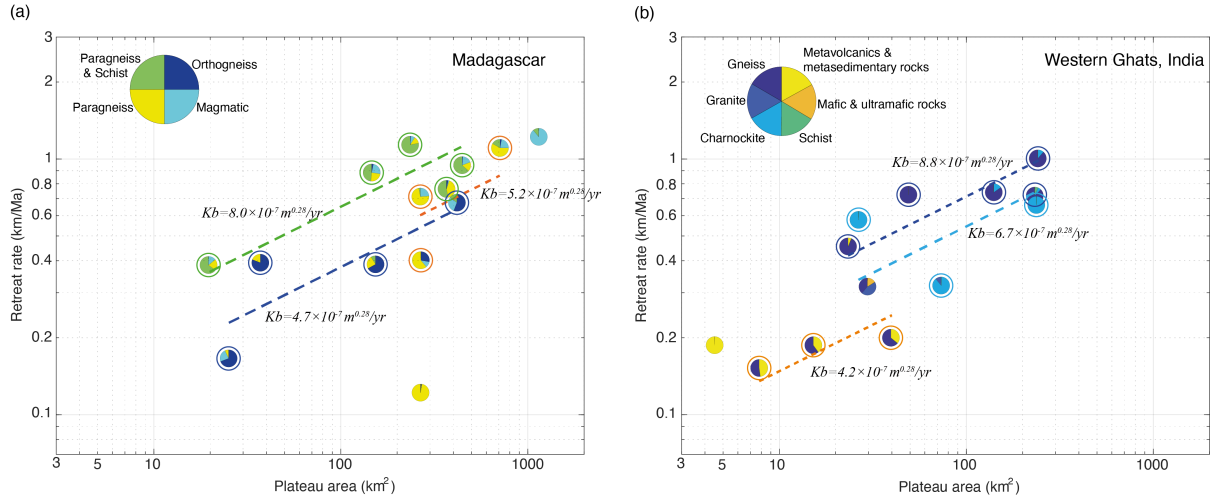 (a)
3
2
1
0.8
0.6
0.4
0.2
0.1
Retreat rate (km/Ma)
3
5
10
100
1000
Plateau area (km²)
Madagascar
Paragneiss
& Schist
Orthogneiss
Paragneiss
Magmatic
Kb=8.0×10⁻⁷ m⁰·²⁸/yr
Kb=5.2×10⁻⁷ m⁰·²⁸/yr
Kb=4.7×10⁻⁷ m⁰·²⁸/yr
(b)
3
2
1
0.8
0.6
0.4
0.2
0.1
Retreat rate (km/Ma)
3
5
10
100
1000
Plateau area (km²)
Western Ghats, India
Gneiss
Metavolcanics &
metasedimentary rocks
Granite
Mafic & ultramafic rocks
Charnockite
Schist
Kb=8.8×10⁻⁷ m⁰·²⁸/yr
Kb=6.7×10⁻⁷ m⁰·²⁸/yr
Kb=4.2×10⁻⁷ m⁰·²⁸/yr